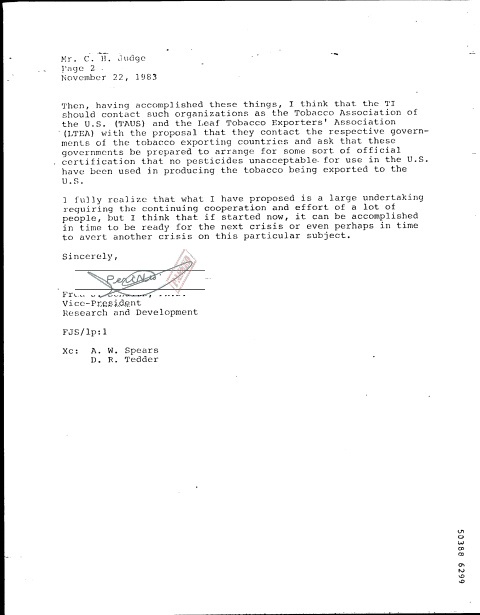 Mr. C. H. Judge
Page 2
November 22, 1983
Then, having accomplished these things, I think that the TI
should contact such organizations as the Tobacco Association of
the U.S. (TAUS) and the Leaf Tobacco Exporters' Association
(LTEA) with the proposal that they contact the respective govern-
ments of the tobacco exporting countries and ask that these
governments be prepared to arrange for some sort of official
certification that no pesticides unacceptable for use in the U.S.
have been used in producing the tobacco being exported to the
U.S.
I fully realize that what I have proposed is a large undertaking
requiring the continuing cooperation and effort of a lot of
people, but I think that if started now, it can be accomplished
in time to be ready for the next crisis or even perhaps in time
to avert another crisis on this particular subject.
Sincerely,
Vice-President
Research and Development
FJS/lp:1
Xc: A. W. Spears
D. R. Tedder
50388 6299